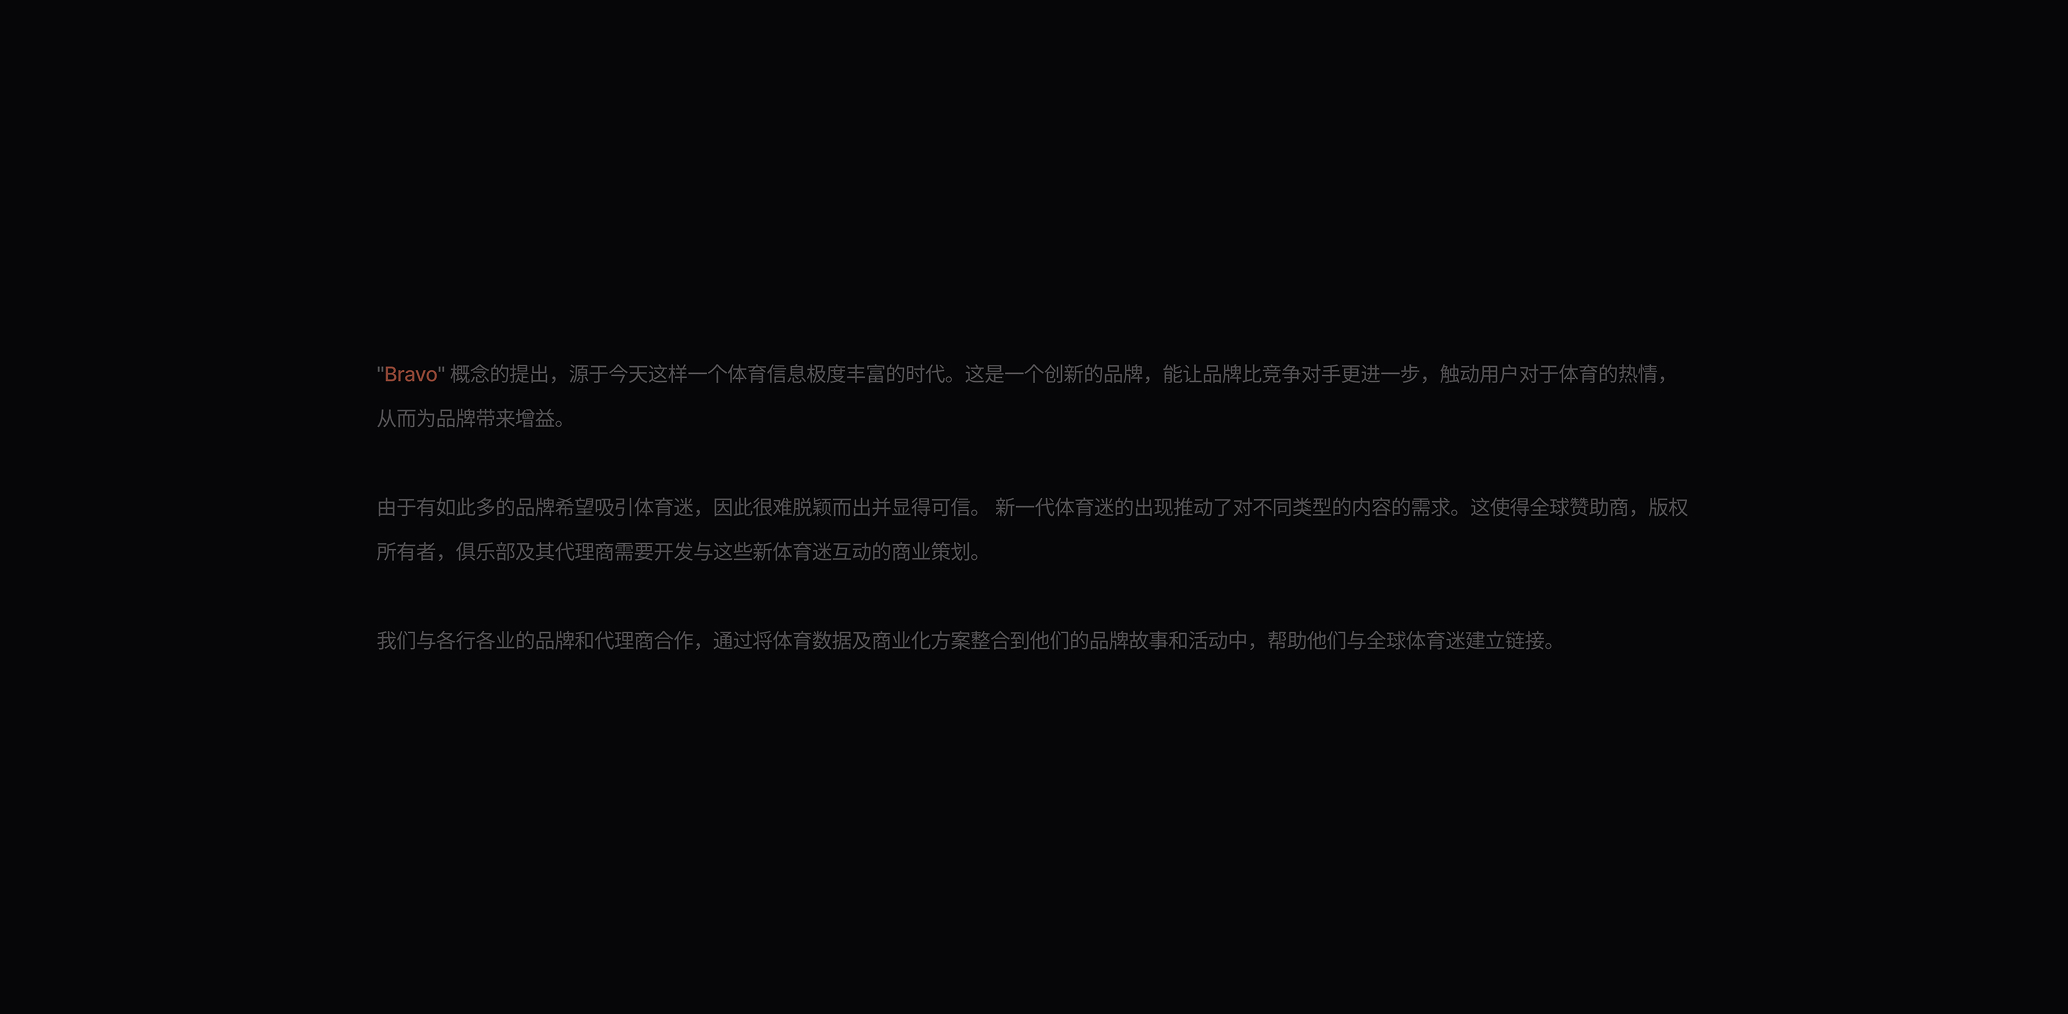 "Bravo" 概念的提出，源于今天这样一个体育信息极度丰富的时代。这是一个创新的品牌，能让品牌比竞争对手更进一步，触动用户对于体育的热情，
从而为品牌带来增益。
由于有如此多的品牌希望吸引体育迷，因此很难脱颖而出并显得可信。 新一代体育迷的出现推动了对不同类型的内容的需求。这使得全球赞助商，版权
所有者，俱乐部及其代理商需要开发与这些新体育迷互动的商业策划。
我们与各行各业的品牌和代理商合作，通过将体育数据及商业化方案整合到他们的品牌故事和活动中，帮助他们与全球体育迷建立链接。